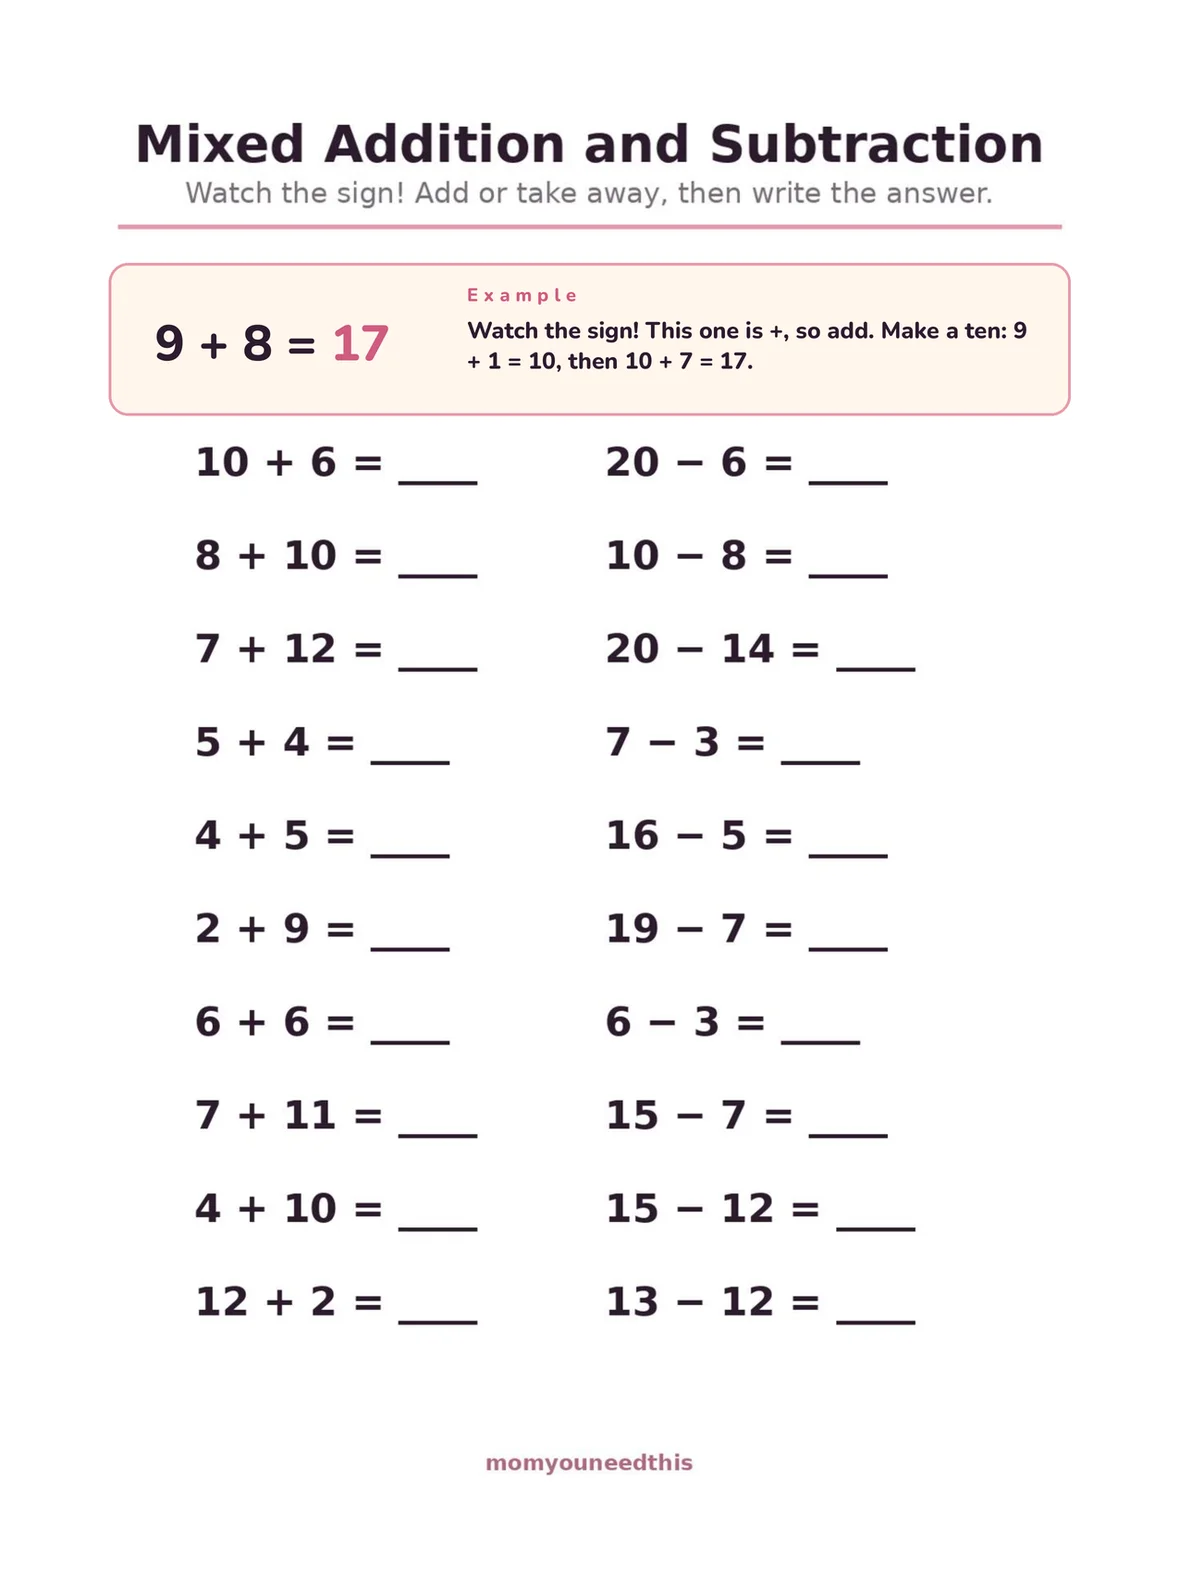 Mixed Addition and Subtraction
Watch the sign! Add or take away, then write the answer.
Example
9 + 8 = 17
Watch the sign! This one is +, so add. Make a ten: 9
+ 1 = 10, then 10 + 7 = 17.
10 + 6 = ____
20 − 6 = ____
8 + 10 = ____
10 − 8 = ____
7 + 12 = ____
20 − 14 = ____
5 + 4 = ____
7 − 3 = ____
4 + 5 = ____
16 − 5 = ____
2 + 9 = ____
19 − 7 = ____
6 + 6 = ____
6 − 3 = ____
7 + 11 = ____
15 − 7 = ____
4 + 10 = ____
15 − 12 = ____
12 + 2 = ____
13 − 12 = ____
momyouneedthis